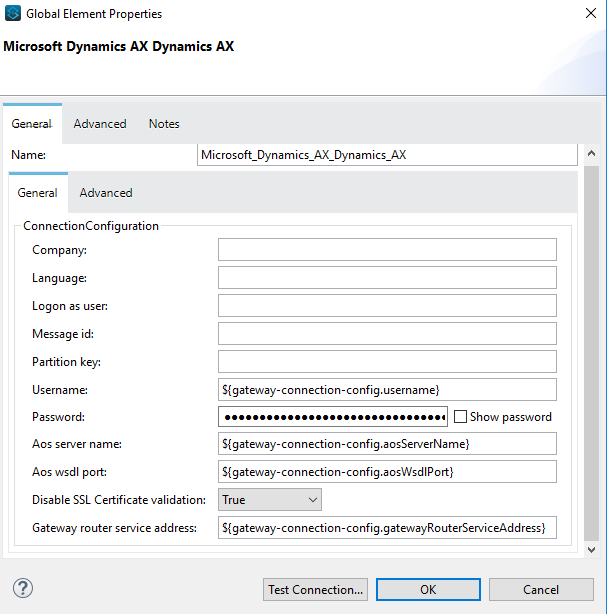 Global Element Properties
Microsoft Dynamics AX Dynamics AX
General Advanced Notes
Name: Microsoft_Dynamics_AX_Dynamics_AX
General Advanced
ConnectionConfiguration
Company:
Language:
Logon as user:
Message id:
Partition key:
Username: ${gateway-connection-config.username}
Password: ●●●●●●●●●●●●●●●●●●●●●●●●●●●●●●●● Show password
Aos server name: ${gateway-connection-config.aosServerName}
Aos wsdl port: ${gateway-connection-config.aosWsdlPort}
Disable SSL Certificate validation: True
Gateway router service address: ${gateway-connection-config.gatewayRouterServiceAddress}
? Test Connection... OK Cancel